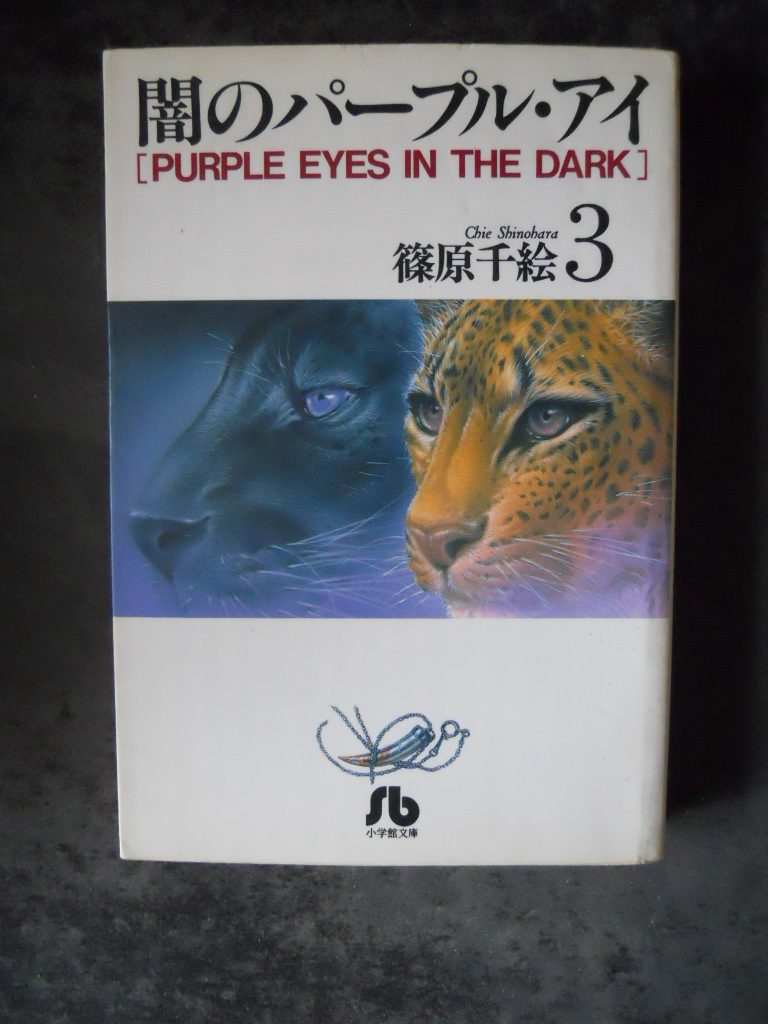 闇のパープル・アイ
[PURPLE EYES IN THE DARK]
Chie Shinohara
篠原千絵 3
sb
小学館文庫